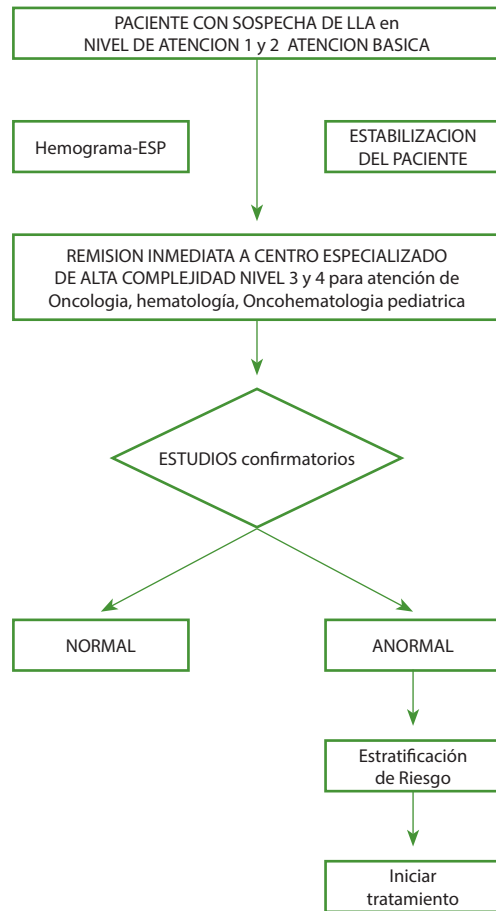 PACIENTE CON SOSPECHA DE LLA en
NIVEL DE ATENCION 1 y 2 ATENCION BASICA
Hemograma-ESP
ESTABILIZACION
DEL PACIENTE
REMISION INMEDIATA A CENTRO ESPECIALIZADO
DE ALTA COMPLEJIDAD NIVEL 3 y 4 para atención de
Oncologia, hematología, Oncohematologia pediatrica
ESTUDIOS confirmatorios
NORMAL
ANORMAL
Estratificación
de Riesgo
Iniciar
tratamiento